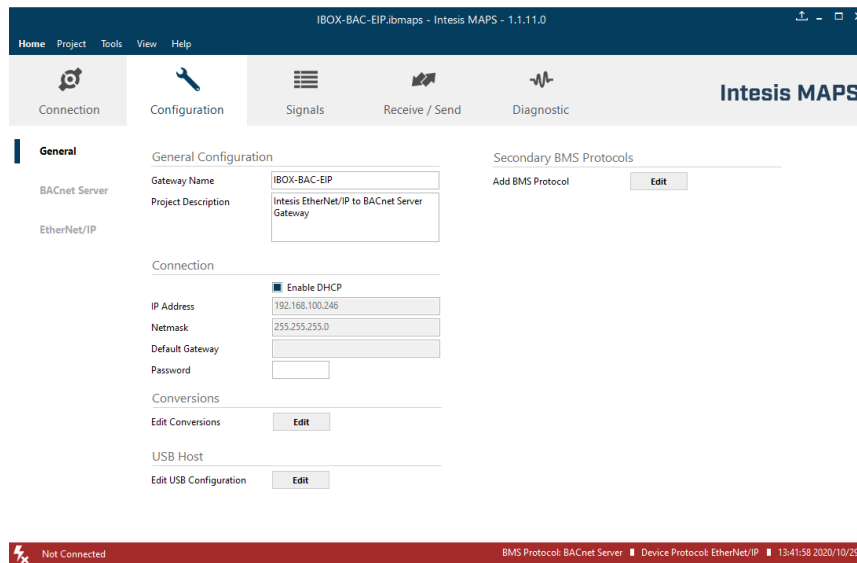 IBOX-BAC-EIP.ibmaps - Intesis MAPS - 1.1.11.0
Home Project Tools View Help
Connection Configuration Signals Receive / Send Diagnostic
Intesis MAPS
General
BACnet Server
EtherNet/IP
General Configuration
Gateway Name IBOX-BAC-EIP
Project Description Intesis EtherNet/IP to BACnet Server
Gateway
Connection
Enable DHCP
IP Address 192.168.100.246
Netmask 255.255.255.0
Default Gateway
Password
Conversions
Edit Conversions Edit
USB Host
Edit USB Configuration Edit
Secondary BMS Protocols
Add BMS Protocol Edit
Not Connected
BMS Protocol: BACnet Server Device Protocol: EtherNet/IP 13:41:58 2020/10/29